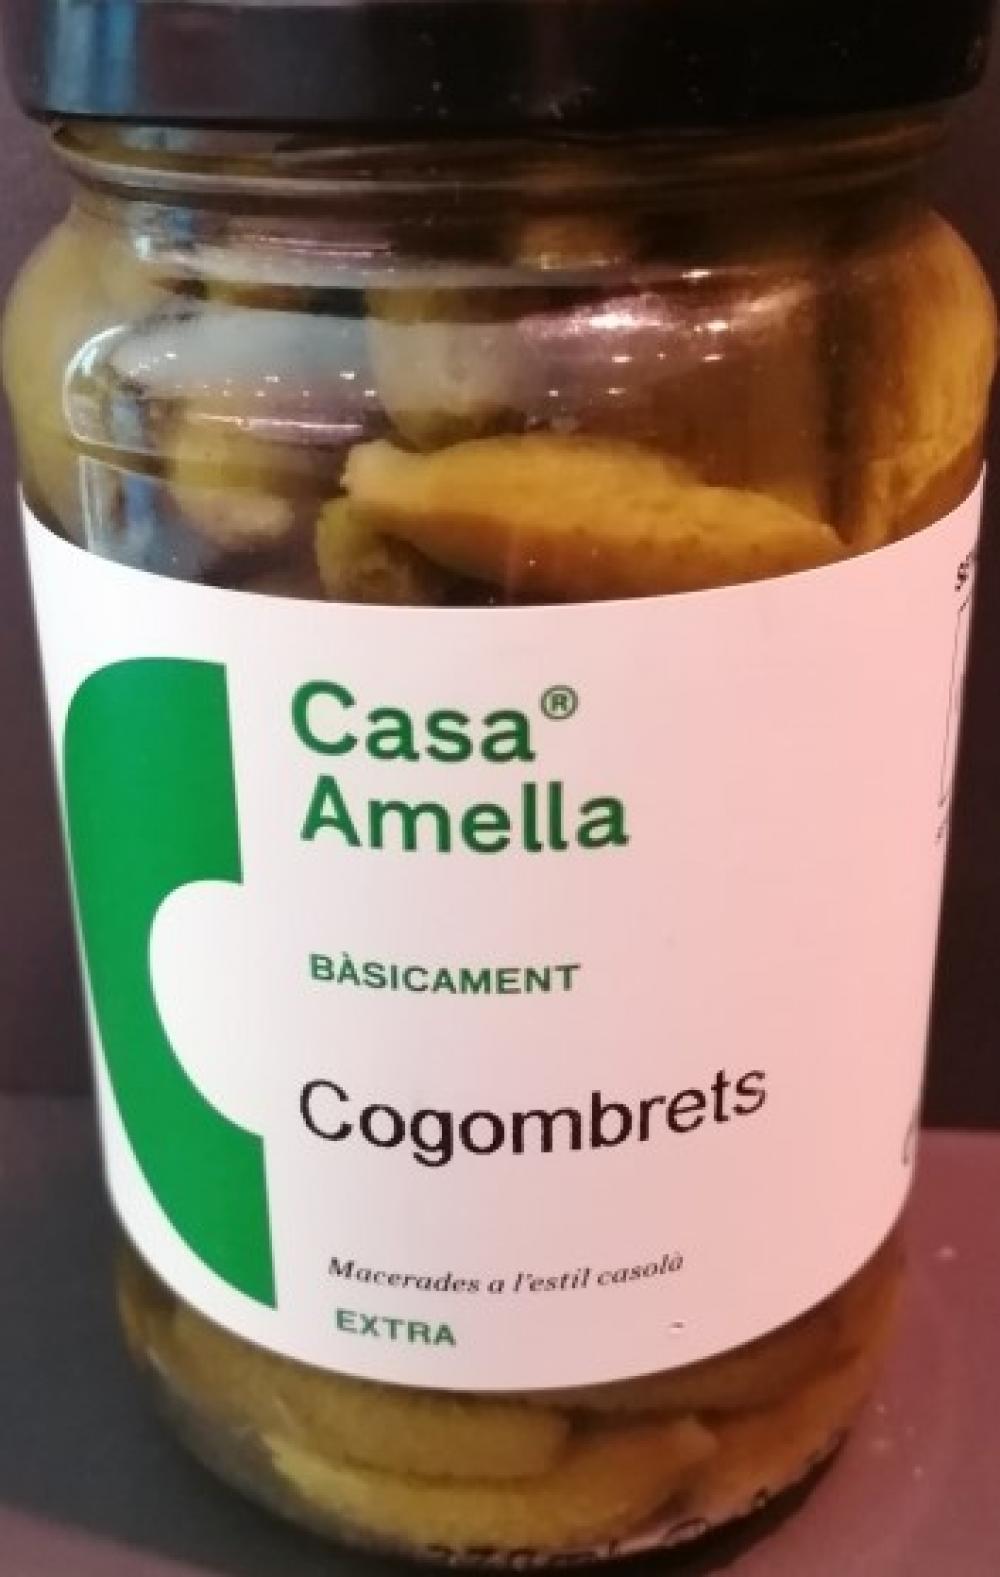 Casa®
Amella
BÀSICAMENT
Cogombrets
Macerades a l'estil casolà
EXTRA